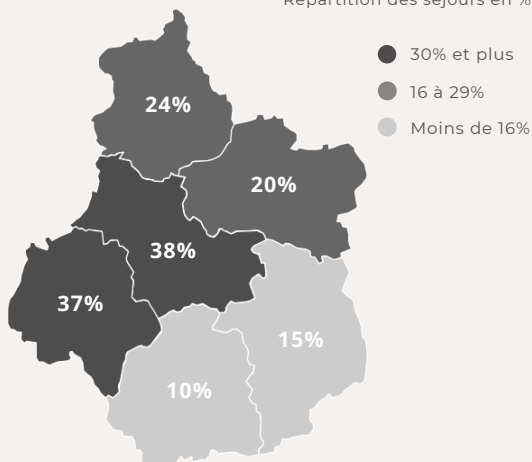 Répartition des séjours en %
30% et plus
16 à 29%
Moins de 16%
24%
20%
38%
37%
15%
10%